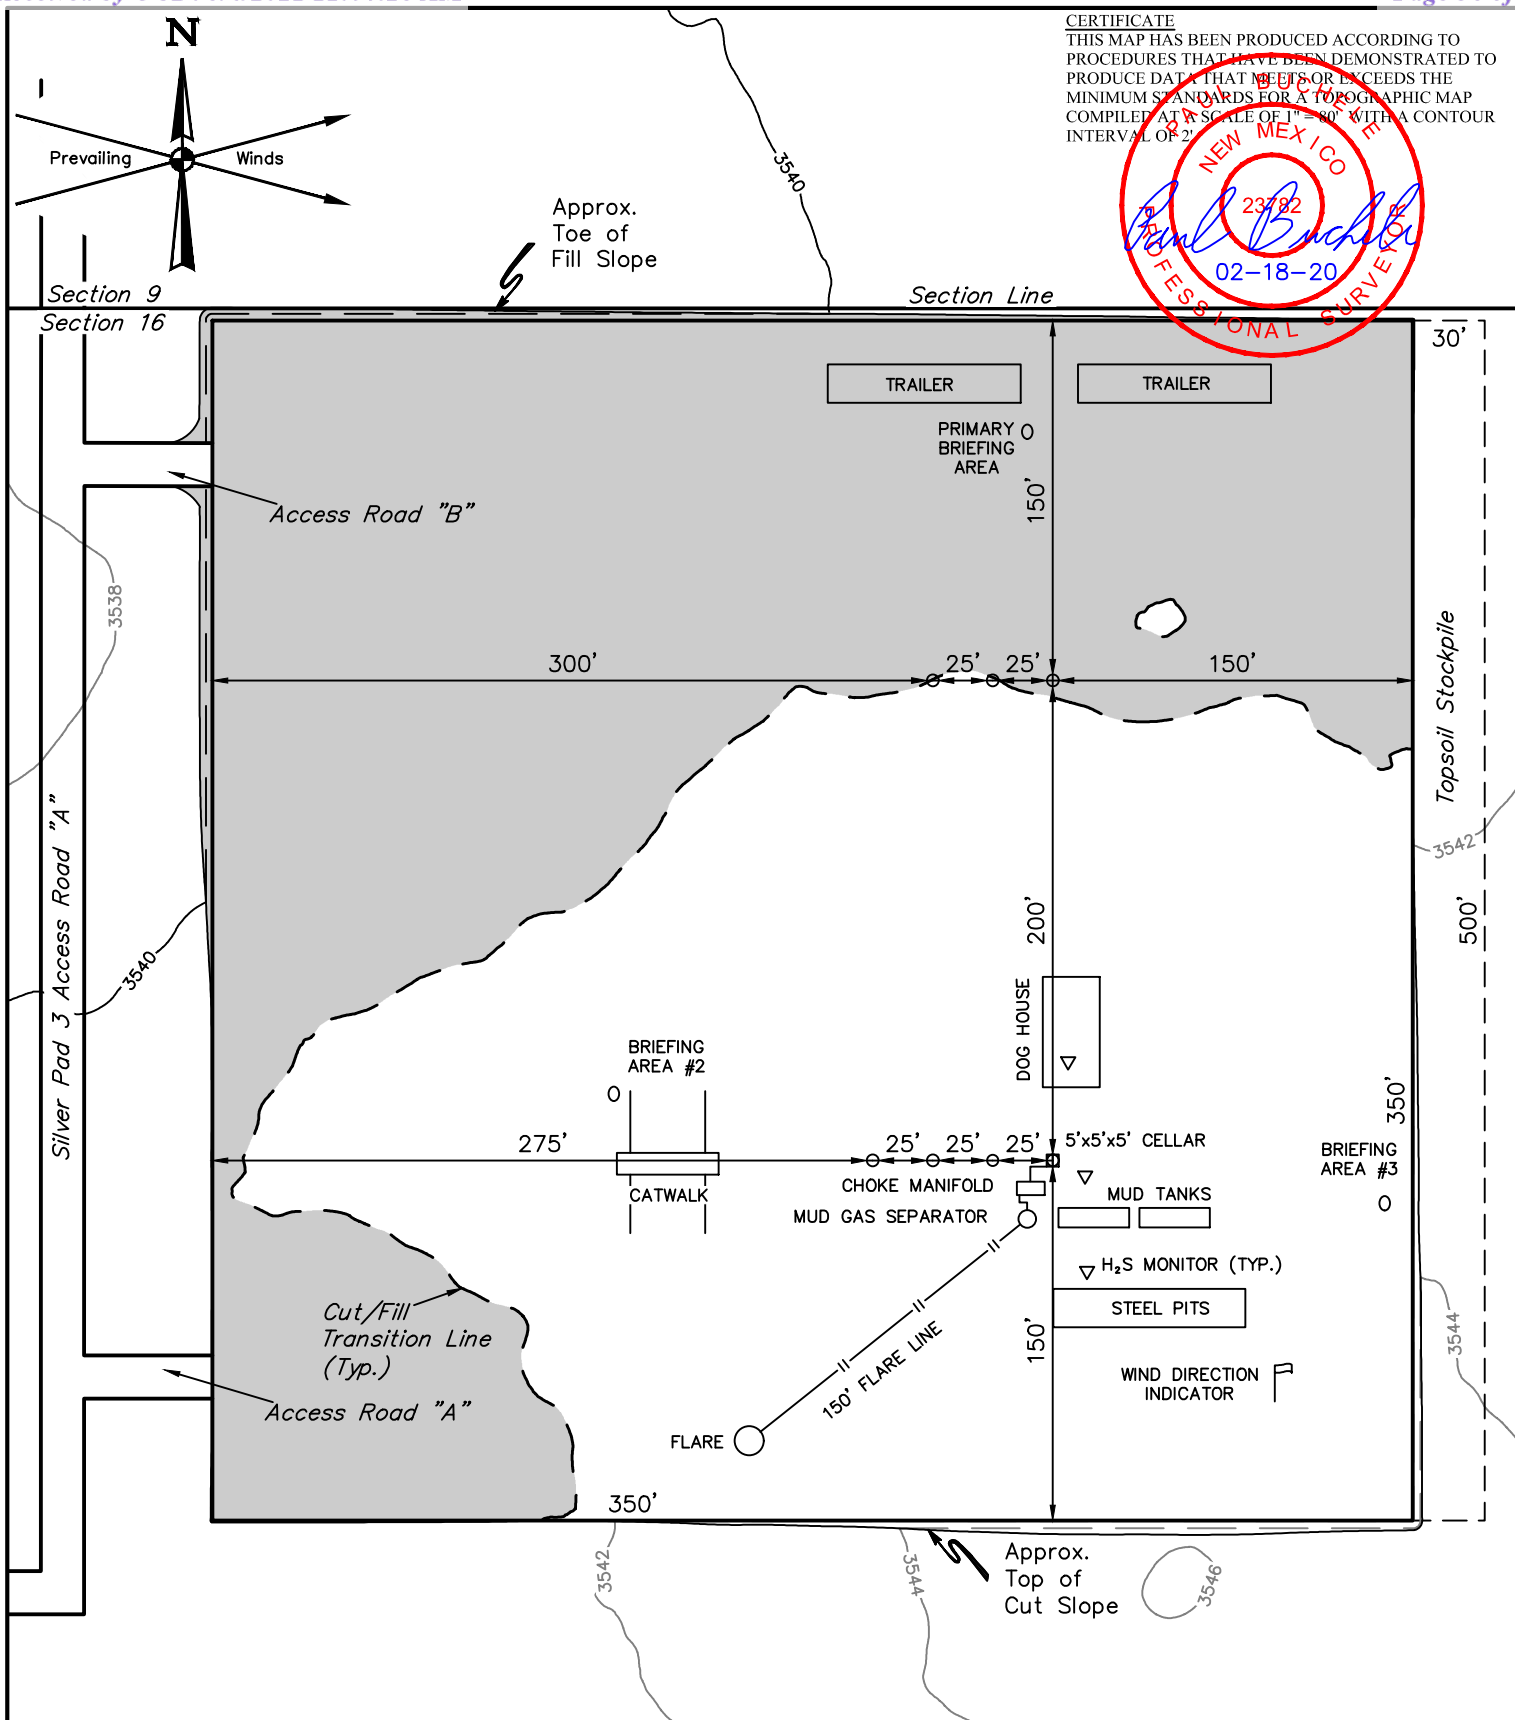 N
Prevailing Winds
CERTIFICATE
THIS MAP HAS BEEN PRODUCED ACCORDING TO
PROCEDURES THAT HAVE BEEN DEMONSTRATED TO
PRODUCE DATA THAT MEETS OR EXCEEDS THE
MINIMUM STANDARDS FOR A TOPOGRAPHIC MAP
COMPILED AT A SCALE OF 1" = 80' WITH A CONTOUR
INTERVAL OF 2'.
PAUL BUCHELE
NEW MEXICO
23782
Paul Buchele
02-18-20
PROFESSIONAL SURVEYOR
3540
Approx.
Toe of
Fill Slope
Section 9
Section Line
Section 16
30'
TRAILER
TRAILER
PRIMARY
BRIEFING
AREA
150'
Access Road "B"
3538
300'
25'
25'
150'
Topsoil Stockpile
Silver Pad 3 Access Road "A"
3542
200'
500'
3540
DOG HOUSE
BRIEFING
AREA #2
350'
275'
25'
25'
25'
5'x5'x5' CELLAR
BRIEFING
AREA #3
CHOKE MANIFOLD
CATWALK
MUD TANKS
MUD GAS SEPARATOR
H₂S MONITOR (TYP.)
Cut/Fill
Transition Line
(Typ.)
STEEL PITS
150'
3544
150' FLARE LINE
WIND DIRECTION
INDICATOR
Access Road "A"
FLARE
350'
3542
3544
Approx.
Top of
Cut Slope
3546